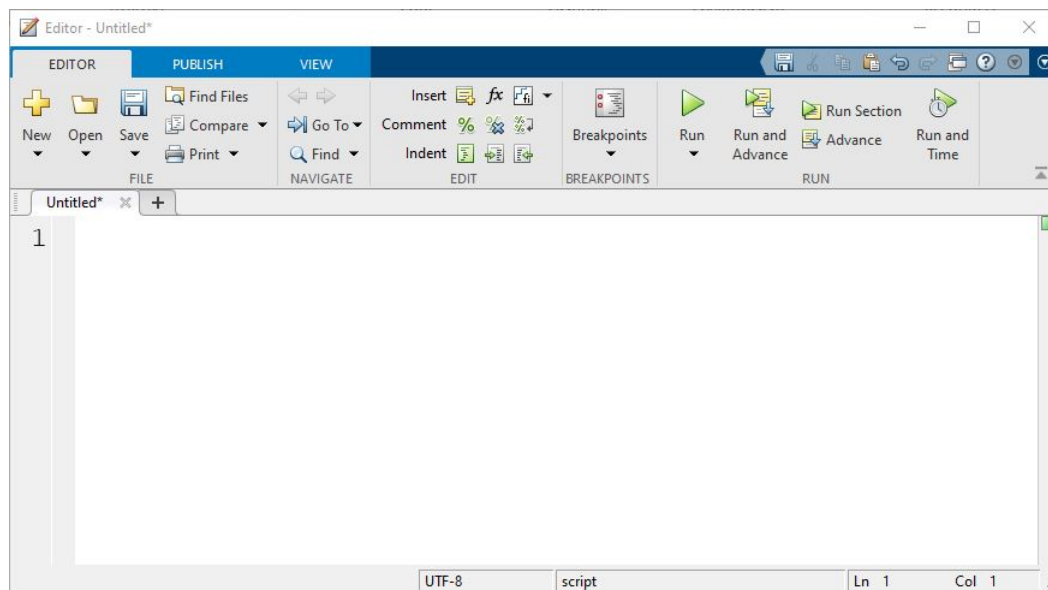 Editor - Untitled*
EDITOR PUBLISH VIEW
New Open Save Find Files Compare Print
FILE
Go To Find
NAVIGATE
Insert fx
Comment %
Indent
EDIT
Breakpoints
BREAKPOINTS
Run Run and Advance Run Section Advance Run and Time
RUN
Untitled* +
1
UTF-8 script Ln 1 Col 1